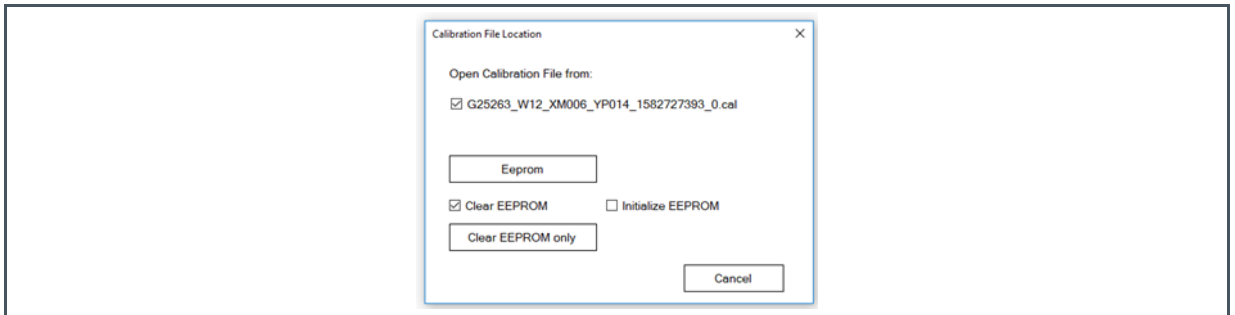 Calibration File Location
Open Calibration File from:
G25263_W12_XM006_YP014_1582727393_0.cal
Eeprom
Clear EEPROM Initialize EEPROM
Clear EEPROM only
Cancel